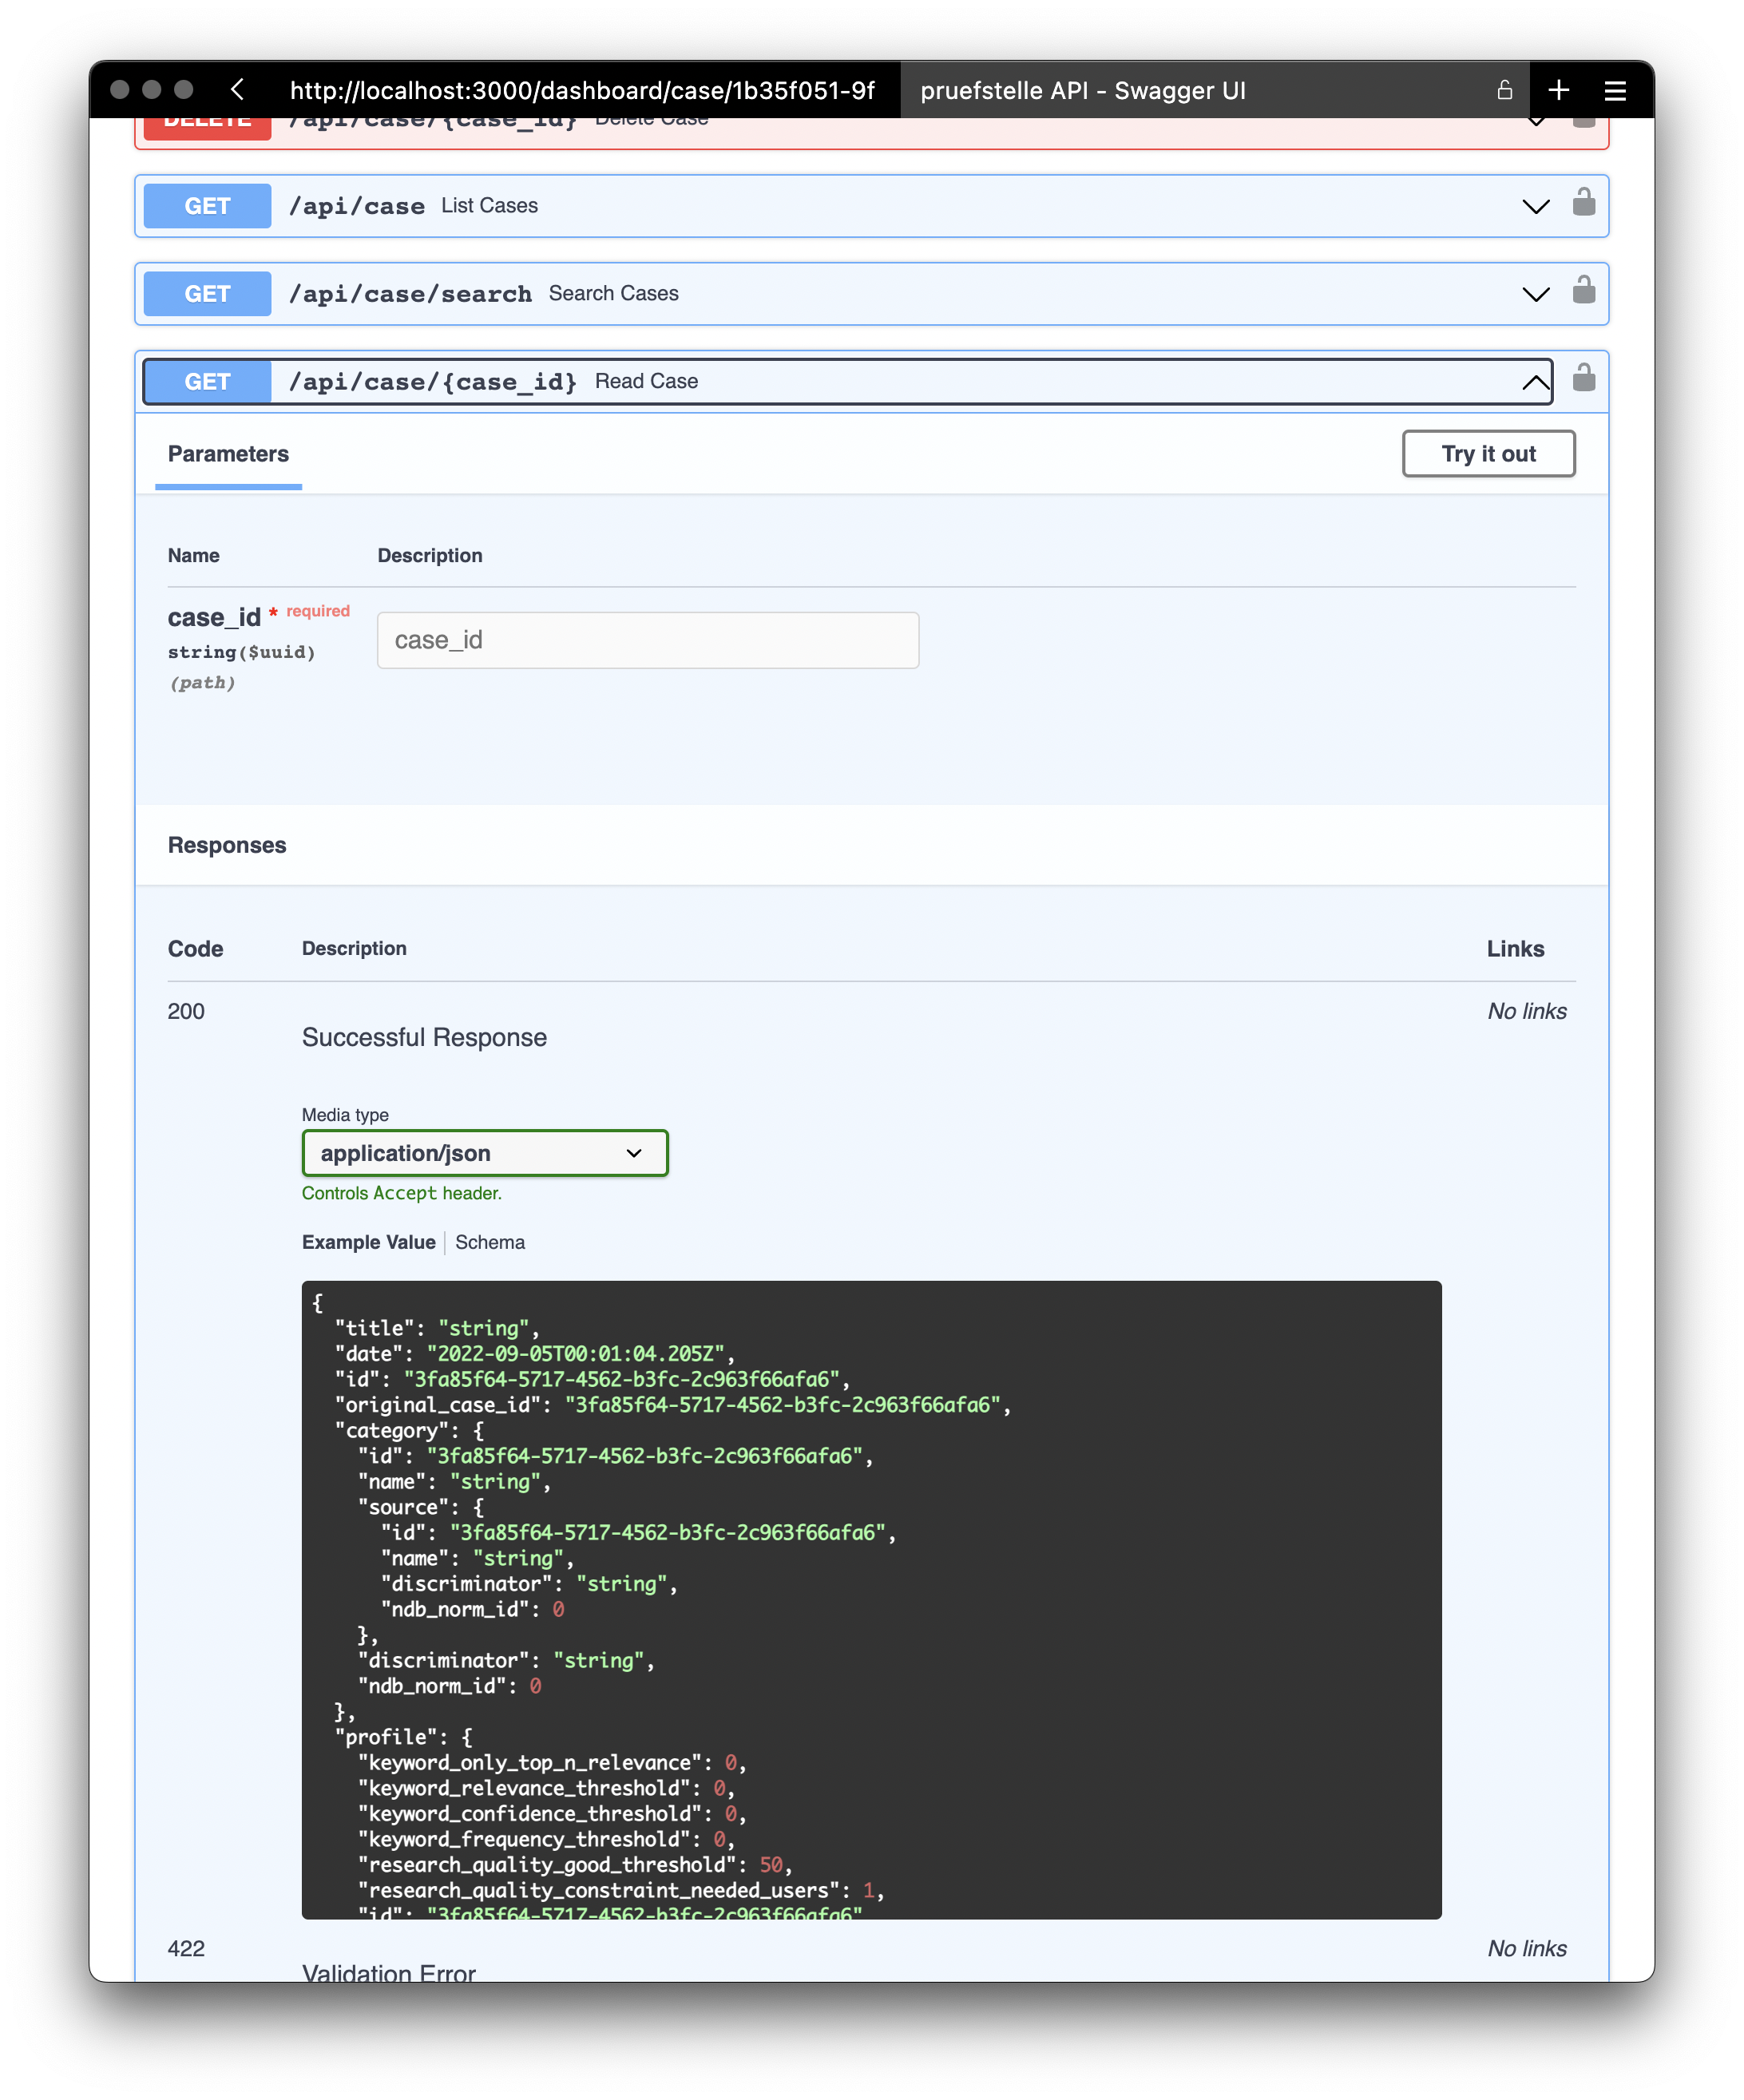 http://localhost:3000/dashboard/case/1b35f051-9f
pruefstelle API - Swagger UI
DELETE /api/case/{case_id} Delete Case
GET /api/case List Cases
GET /api/case/search Search Cases
GET /api/case/{case_id} Read Case
Parameters
Try it out
Name Description
case_id * required
string($uuid)
(path)
case_id
Responses
Code Description Links
200 No links
Successful Response
Media type
application/json
Controls Accept header.
Example Value Schema
{
"title": "string",
"date": "2022-09-05T00:01:04.205Z",
"id": "3fa85f64-5717-4562-b3fc-2c963f66afa6",
"original_case_id": "3fa85f64-5717-4562-b3fc-2c963f66afa6",
"category": {
"id": "3fa85f64-5717-4562-b3fc-2c963f66afa6",
"name": "string",
"source": {
"id": "3fa85f64-5717-4562-b3fc-2c963f66afa6",
"name": "string",
"discriminator": "string",
"ndb_norm_id": 0
},
"discriminator": "string",
"ndb_norm_id": 0
},
"profile": {
"keyword_only_top_n_relevance": 0,
"keyword_relevance_threshold": 0,
"keyword_confidence_threshold": 0,
"keyword_frequency_threshold": 0,
"research_quality_good_threshold": 50,
"research_quality_constraint_needed_users": 1,
"id": "3fa85f64-5717-4562-b3fc-2c963f66afa6"
422 No links
Validation Error